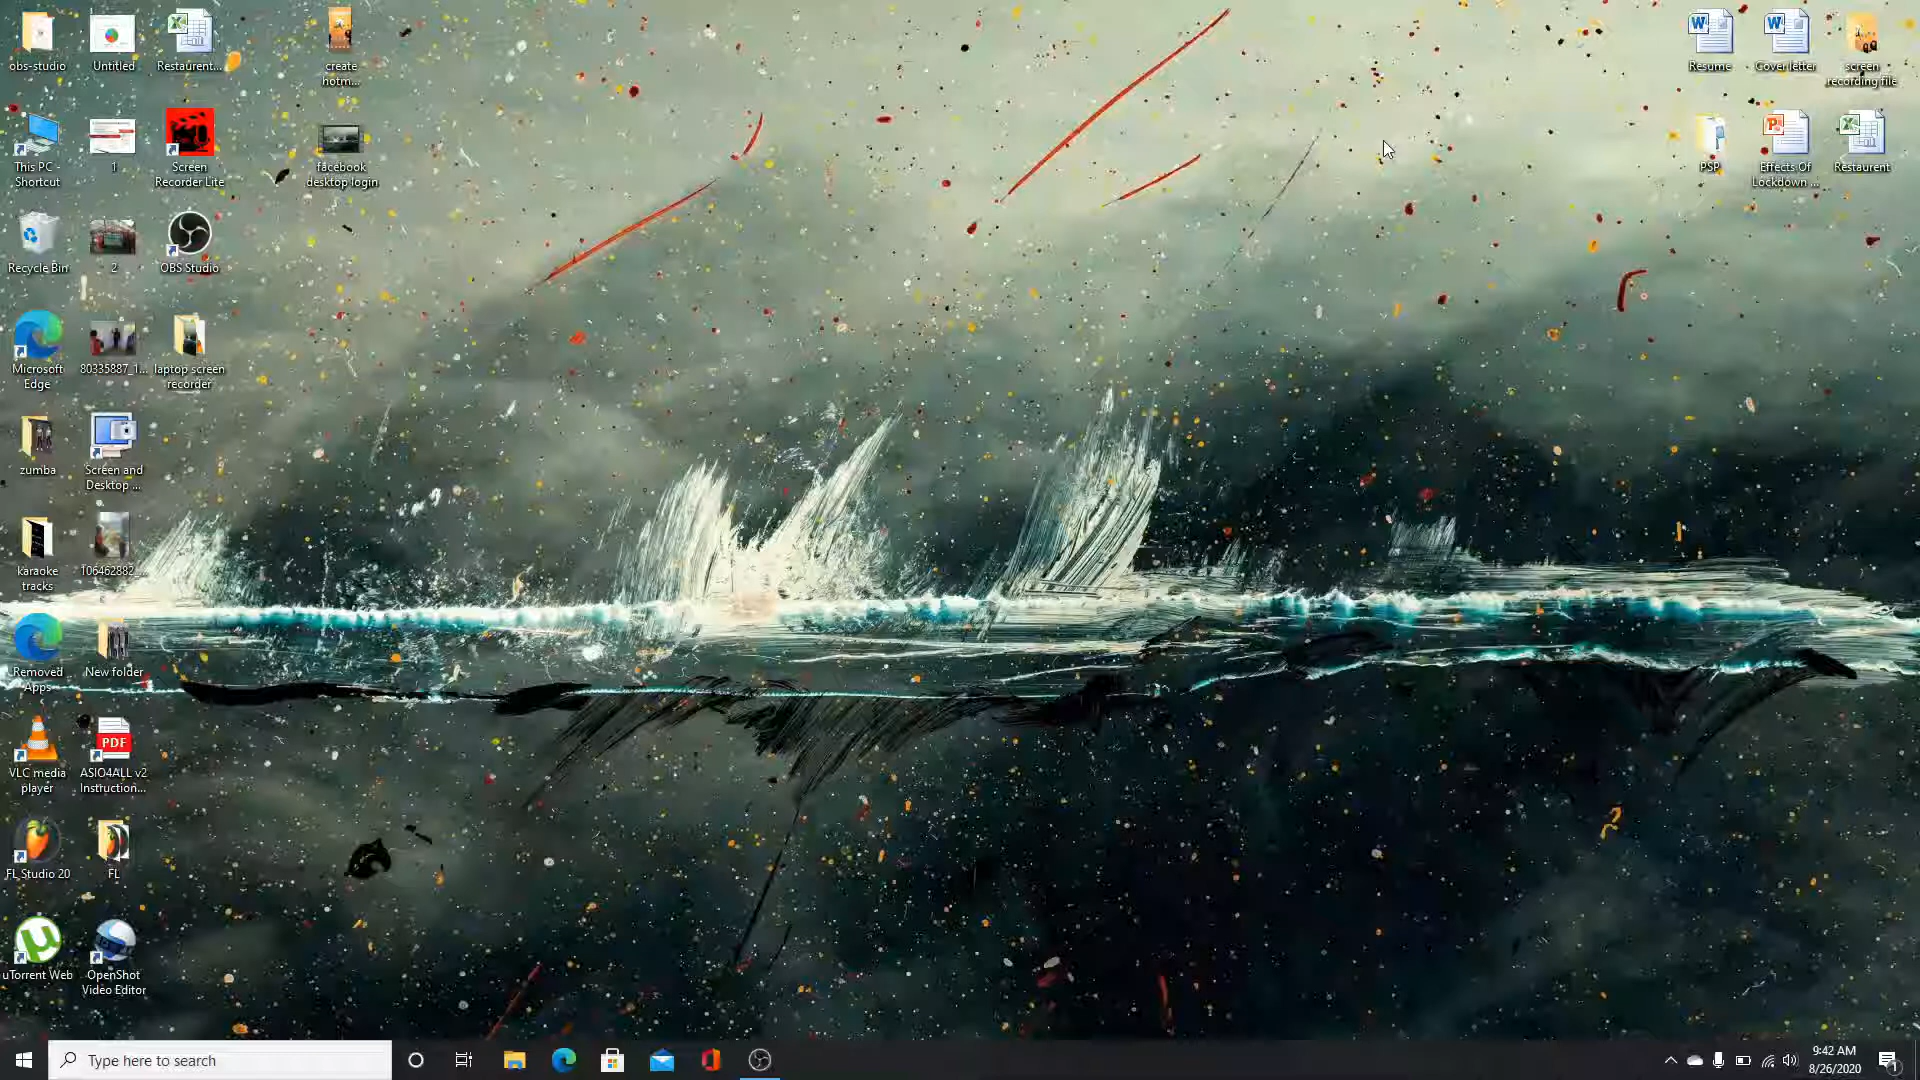 obs-studio
Untitled
Restaurent...
create
hotm...
Resume
Cover letter
screen
recording file
This PC -
Shortcut
1
Screen
Recorder Lite
facebook
desktop login
PSP
Effects Of
Lockdown ...
Restaurent
Recycle Bin
2
OBS Studio
Microsoft
Edge
80335887_1...
laptop screen
recorder
zumba
Screen and
Desktop ...
karaoke
tracks
106462882_...
Removed
Apps
New folder
VLC media
player
PDF
ASIO4ALL v2
Instruction...
FL Studio 20
FL
uTorrent Web
OpenShot
Video Editor
Type here to search
9:42 AM
8/26/2020
1